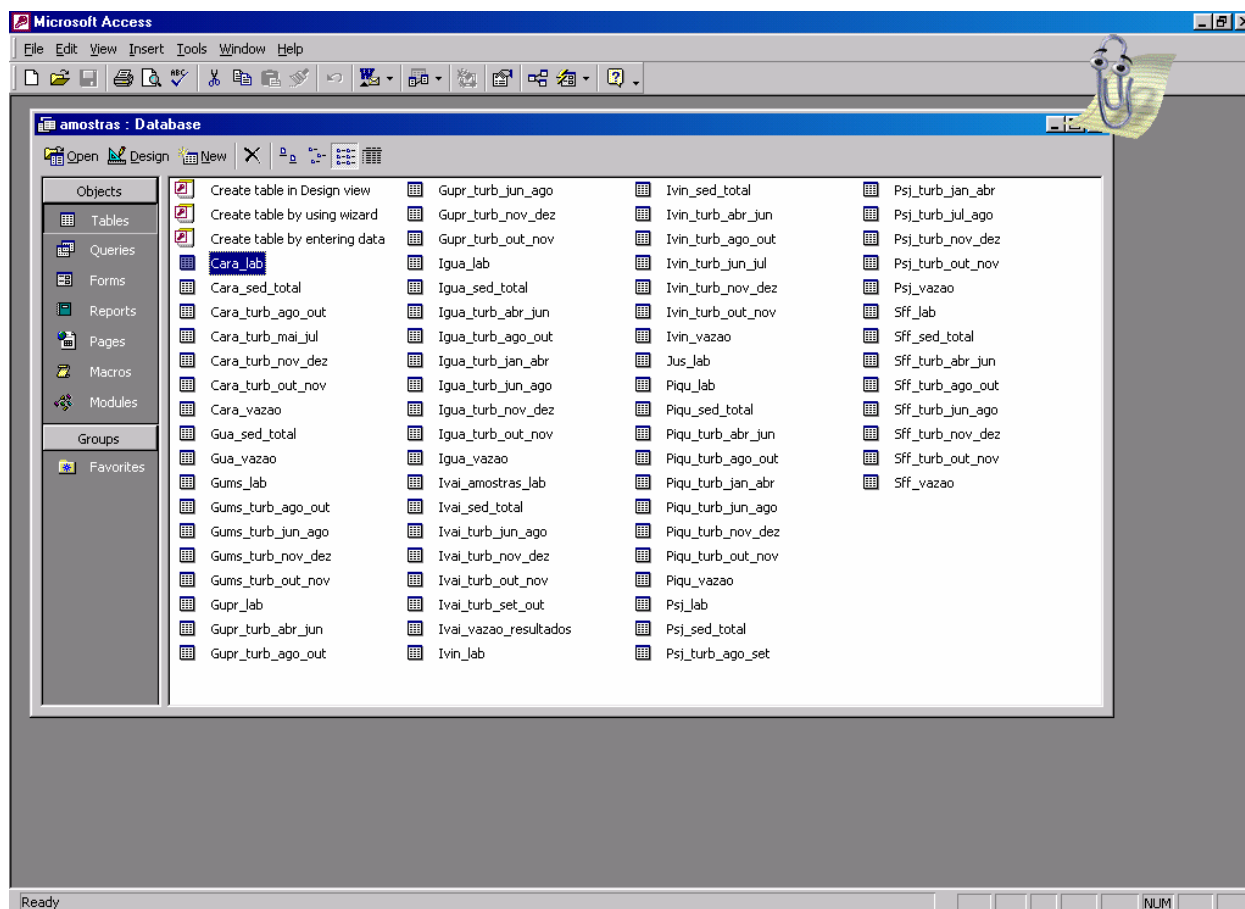 Microsoft Access
File Edit View Insert Tools Window Help
amostras : Database
Open Design New
Objects
Tables
Queries
Forms
Reports
Pages
Macros
Modules
Groups
Favorites
Create table in Design view
Create table by using wizard
Create table by entering data
Cara_lab
Cara_sed_total
Cara_turb_ago_out
Cara_turb_mai_jul
Cara_turb_nov_dez
Cara_turb_out_nov
Cara_vazao
Gua_sed_total
Gua_vazao
Gums_lab
Gums_turb_ago_out
Gums_turb_jun_ago
Gums_turb_nov_dez
Gums_turb_out_nov
Gupr_lab
Gupr_turb_abr_jun
Gupr_turb_ago_out
Gupr_turb_jun_ago
Gupr_turb_nov_dez
Gupr_turb_out_nov
Igua_lab
Igua_sed_total
Igua_turb_abr_jun
Igua_turb_ago_out
Igua_turb_jan_abr
Igua_turb_jun_ago
Igua_turb_nov_dez
Igua_turb_out_nov
Igua_vazao
Ivai_amostras_lab
Ivai_sed_total
Ivai_turb_jun_ago
Ivai_turb_nov_dez
Ivai_turb_out_nov
Ivai_turb_set_out
Ivai_vazao_resultados
Ivin_lab
Ivin_sed_total
Ivin_turb_abr_jun
Ivin_turb_ago_out
Ivin_turb_jun_jul
Ivin_turb_nov_dez
Ivin_turb_out_nov
Ivin_vazao
Jus_lab
Piqu_lab
Piqu_sed_total
Piqu_turb_abr_jun
Piqu_turb_ago_out
Piqu_turb_jan_abr
Piqu_turb_jun_ago
Piqu_turb_nov_dez
Piqu_turb_out_nov
Piqu_vazao
Psj_lab
Psj_sed_total
Psj_turb_ago_set
Psj_turb_jan_abr
Psj_turb_jul_ago
Psj_turb_nov_dez
Psj_turb_out_nov
Psj_vazao
Sff_lab
Sff_sed_total
Sff_turb_abr_jun
Sff_turb_ago_out
Sff_turb_jun_ago
Sff_turb_nov_dez
Sff_turb_out_nov
Sff_vazao
Ready
NUM